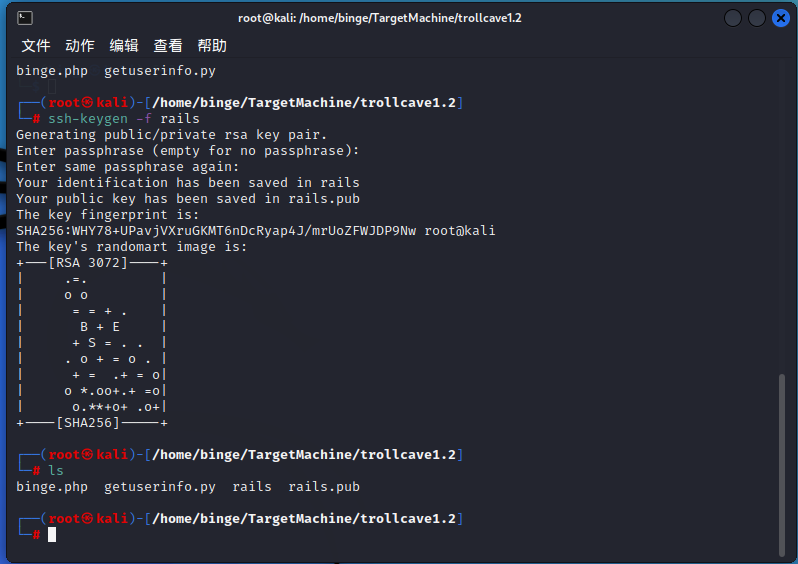 root@kali: /home/binge/TargetMachine/trollcave1.2
文件 动作 编辑 查看 帮助
binge.php  getuserinfo.py
┌──(root㉿kali)-[/home/binge/TargetMachine/trollcave1.2]
└─# ssh-keygen -f rails
Generating public/private rsa key pair.
Enter passphrase (empty for no passphrase):
Enter same passphrase again:
Your identification has been saved in rails
Your public key has been saved in rails.pub
The key fingerprint is:
SHA256:WHY78+UPavjVXruGKMT6nDcRyap4J/mrUoZFWJDP9Nw root@kali
The key's randomart image is:
+---[RSA 3072]----+
|     .=.         |
|     o o         |
|      = = + .    |
|       B + E     |
|      + S = . .  |
|     . o + = o . |
|      + =  .+ = o|
|     o *.oo+.+ =o|
|      o.**+o+ .o+|
+----[SHA256]-----+
┌──(root㉿kali)-[/home/binge/TargetMachine/trollcave1.2]
└─# ls
binge.php  getuserinfo.py  rails  rails.pub
┌──(root㉿kali)-[/home/binge/TargetMachine/trollcave1.2]
└─#